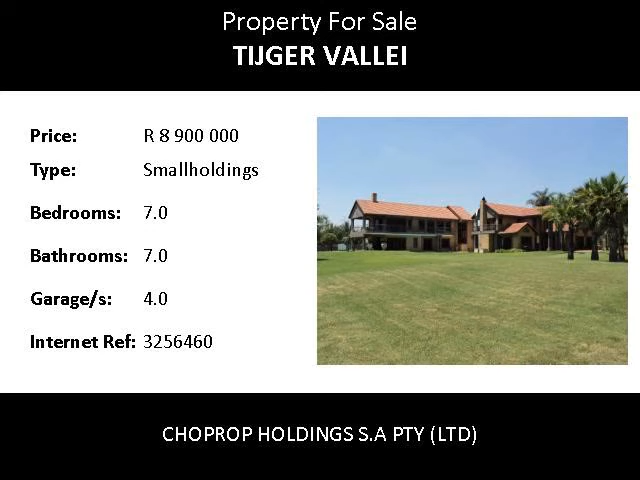 Property For Sale
TIJGER VALLEI
Price: R 8 900 000
Type: Smallholdings
Bedrooms: 7.0
Bathrooms: 7.0
Garage/s: 4.0
Internet Ref: 3256460
CHOPROP HOLDINGS S.A PTY (LTD)